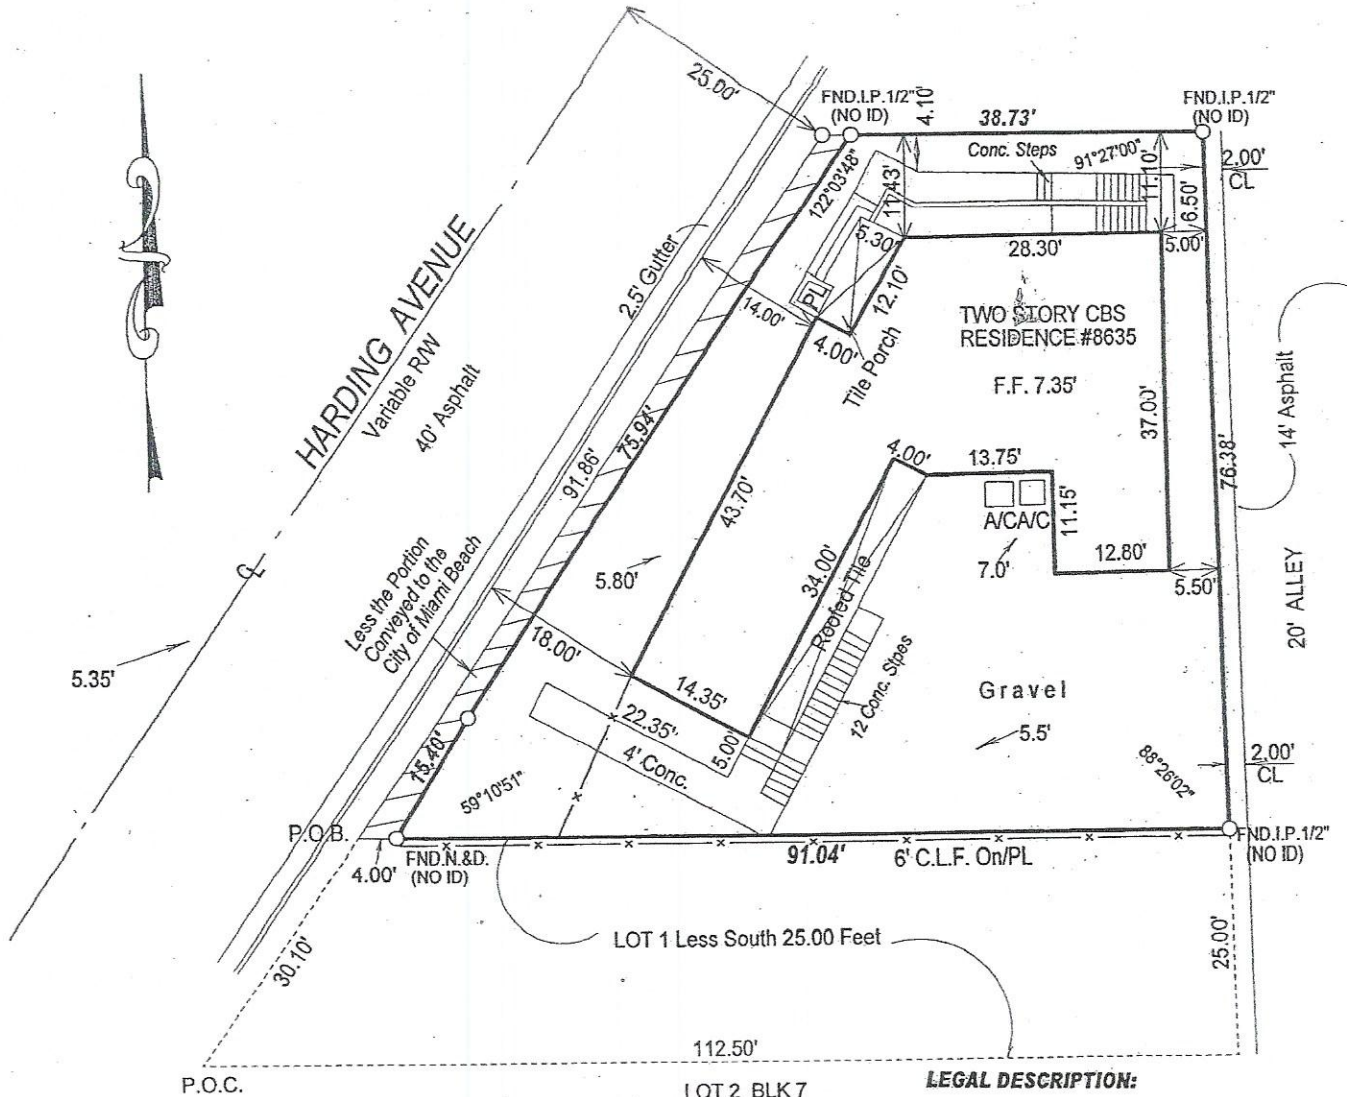 25.00'
FND.I.P.1/2"
(NO ID)
4.10'
38.73'
FND.I.P.1/2"
(NO ID)
Conc. Steps
91°27'00"
11.10'
2.00'
CL
6.50'
122°03'48"
11.43'
5.30'
28.30'
5.00'
HARDING AVENUE
Variable R/W
40' Asphalt
2.5' Gutter
14.00'
PL
12.10'
4.00'
Tile Porch
TWO STORY CBS
RESIDENCE #8635
F.F. 7.35'
37.00'
14' Asphalt
76.38'
91.86'
75.94'
43.70'
4.00'
13.75'
A/C
A/C
11.15'
7.0'
12.80'
5.50'
20' ALLEY
34.00'
Roofed Tile
5.80'
Less the Portion
Conveyed to the
City of Miami Beach
CL
5.35'
18.00'
14.35'
22.35'
5.00'
4' Conc.
12 Conc. Stpes
Gravel
5.5'
88°26'02"
2.00'
CL
15.40'
59°10'51"
P.O.B.
4.00'
FND.N.&D.
(NO ID)
91.04'
6' C.L.F. On/PL
FND.I.P.1/2"
(NO ID)
30.10'
LOT 1 Less South 25.00 Feet
25.00'
112.50'
P.O.C.
LOT 2 BLK 7
LEGAL DESCRIPTION: